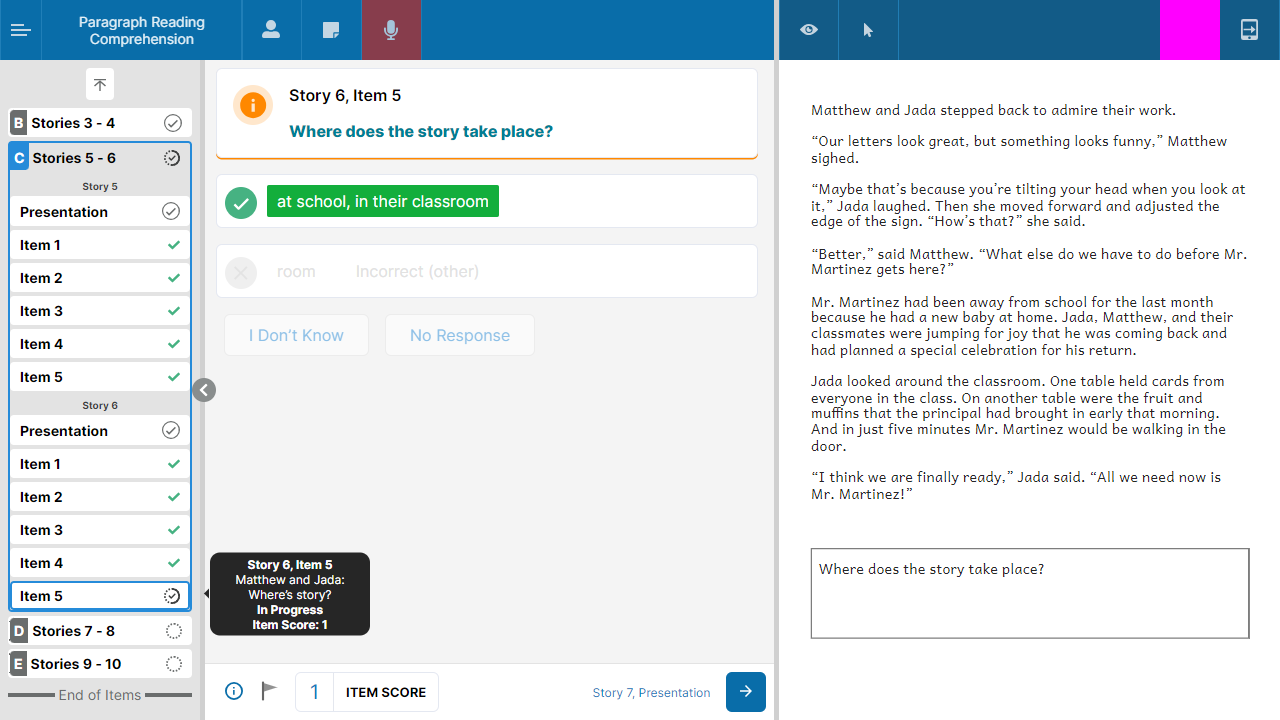 Paragraph Reading
Comprehension
B Stories 3 - 4
C Stories 5 - 6
Story 5
Presentation
Item 1
Item 2
Item 3
Item 4
Item 5
Story 6
Presentation
Item 1
Item 2
Item 3
Item 4
Item 5
D Stories 7 - 8
E Stories 9 - 10
End of Items
Story 6, Item 5
Where does the story take place?
at school, in their classroom
room Incorrect (other)
I Don’t Know No Response
Story 6, Item 5
Matthew and Jada:
Where’s story?
In Progress
Item Score: 1
1 ITEM SCORE
Story 7, Presentation
Matthew and Jada stepped back to admire their work.
“Our letters look great, but something looks funny,” Matthew
sighed.
“Maybe that’s because you’re tilting your head when you look at
it,” Jada laughed. Then she moved forward and adjusted the
edge of the sign. “How’s that?” she said.
“Better,” said Matthew. “What else do we have to do before Mr.
Martinez gets here?”
Mr. Martinez had been away from school for the last month
because he had a new baby at home. Jada, Matthew, and their
classmates were jumping for joy that he was coming back and
had planned a special celebration for his return.
Jada looked around the classroom. One table held cards from
everyone in the class. On another table were the fruit and
muffins that the principal had brought in early that morning.
And in just five minutes Mr. Martinez would be walking in the
door.
“I think we are finally ready,” Jada said. “All we need now is
Mr. Martinez!”
Where does the story take place?